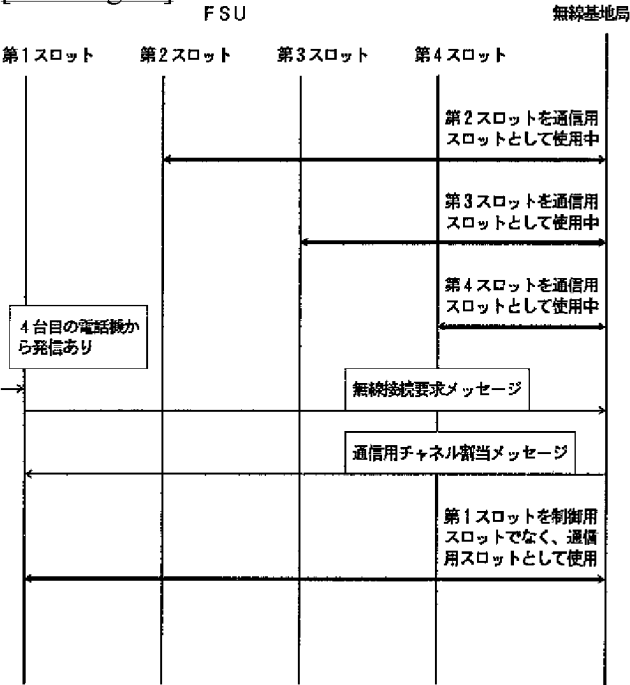 FSU
無線基地局
第1スロット
第2スロット
第3スロット
第4スロット
第2スロットを通信用
スロットとして使用中
第3スロットを通信用
スロットとして使用中
第4スロットを通信用
スロットとして使用中
4台目の電話機か
ら発信あり
無線接続要求メッセージ
通信用チャネル割当メッセージ
第1スロットを制御用
スロットでなく、通信
用スロットとして使用